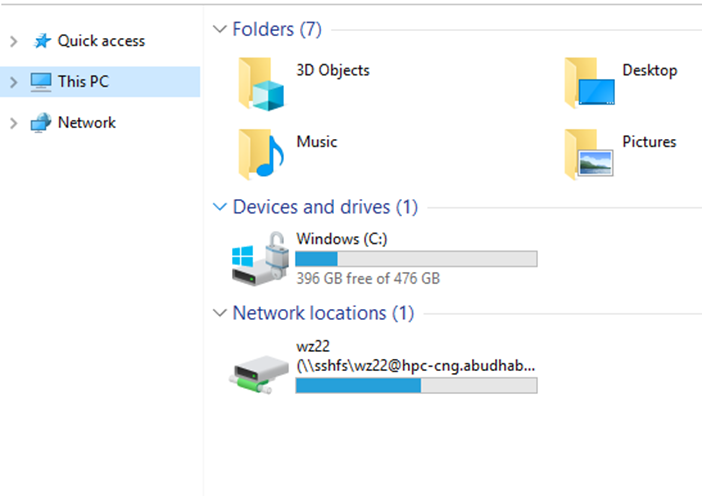 Quick access
This PC
Network
Folders (7)
3D Objects
Desktop
Music
Pictures
Devices and drives (1)
Windows (C:)
396 GB free of 476 GB
Network locations (1)
wz22
(\\sshfs\wz22@hpc-cng.abudhab...